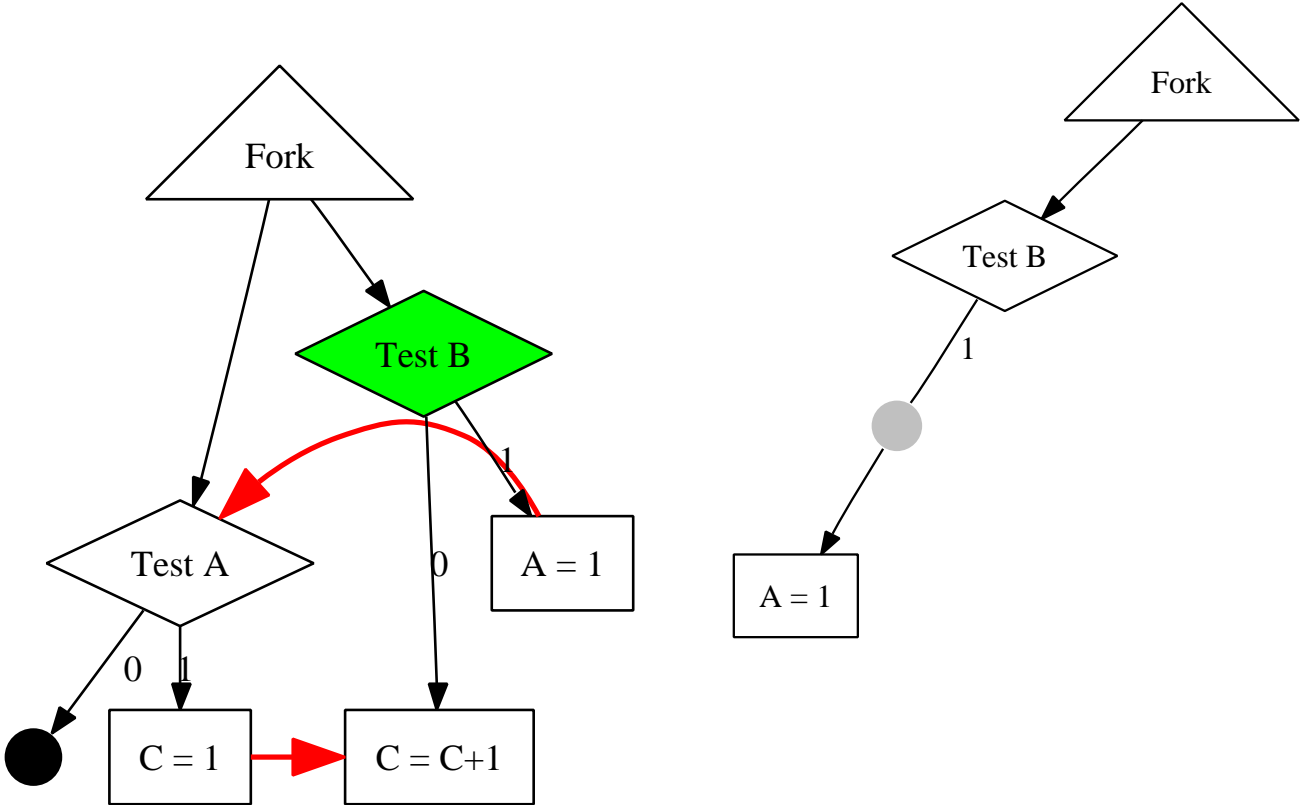 Fork
Test B
1
Test A
0
A = 1
0
1
C = 1
C = C+1
Fork
Test B
1
A = 1